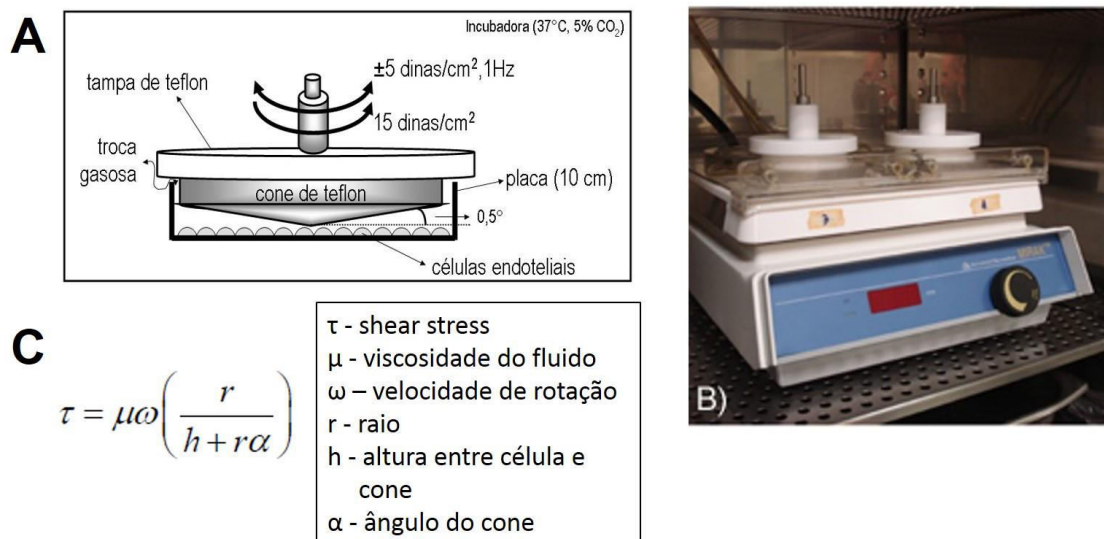 A
Incubadora (37°C, 5% CO₂)
±5 dinas/cm²,1Hz
tampa de teflon
15 dinas/cm²
troca
gasosa
cone de teflon
placa (10 cm)
0,5°
células endoteliais
B)
C
τ = μω(r / (h + rα))
τ - shear stress
μ - viscosidade do fluido
ω – velocidade de rotação
r - raio
h - altura entre célula e
cone
α - ângulo do cone